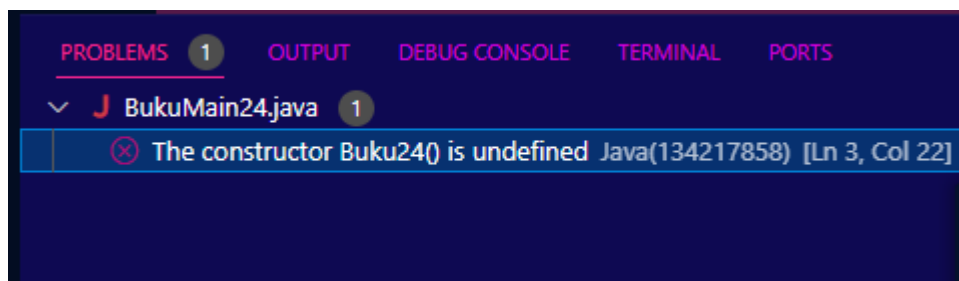 PROBLEMS 1 OUTPUT DEBUG CONSOLE TERMINAL PORTS
J BukuMain24.java 1
The constructor Buku24() is undefined Java(134217858) [Ln 3, Col 22]